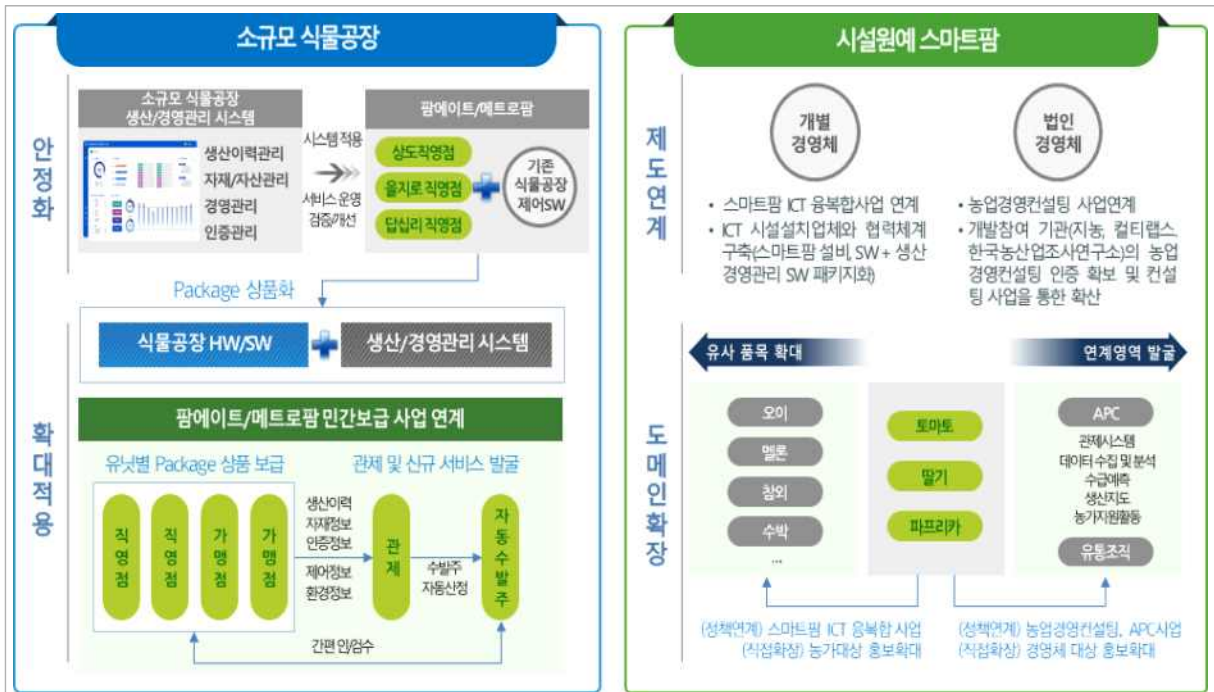 소규모 식물공장
안정화
소규모 식물공장
생산/경영관리 시스템
생산이력관리
자재/자산관리
경영관리
인증관리
시스템 적용
서비스 운영
검증/개선
팜에이트/메트로팜
상도직영점
을지로 직영점
답십리 직영점
기존
식물공장
제어SW
Package 상품화
식물공장 HW/SW
생산/경영관리 시스템
확대적용
팜에이트/메트로팜 민간보급 사업 연계
유닛별 Package 상품 보급
관제 및 신규 서비스 발굴
직영점
직영점
가맹점
가맹점
생산이력
자재정보
인증정보
제어정보
환경정보
관제
수발주
자동산정
자동수발주
간편 인/검수
시설원예 스마트팜
제도연계
개별
경영체
• 스마트팜 ICT 융복합사업 연계
• ICT 시설설치업체와 협력체계
구축(스마트팜 설비, SW + 생산
경영관리 SW 패키지화)
법인
경영체
• 농업경영컨설팅 사업연계
• 개발참여 기관(지농, 컬티랩스,
한국농산업조사연구소)의 농업
경영컨설팅 인증 확보 및 컨설
팅 사업을 통한 확산
도메인확장
유사 품목 확대
연계영역 발굴
오이
멜론
참외
수박
...
토마토
딸기
파프리카
APC
관제시스템
데이터 수집 및 분석
수급예측
생산지도
농가지원활동
유통조직
(정책연계) 스마트팜 ICT 융복합 사업
(직접확장) 농가대상 홍보확대
(정책연계) 농업경영컨설팅, APC사업
(직접확장) 경영체 대상 홍보확대